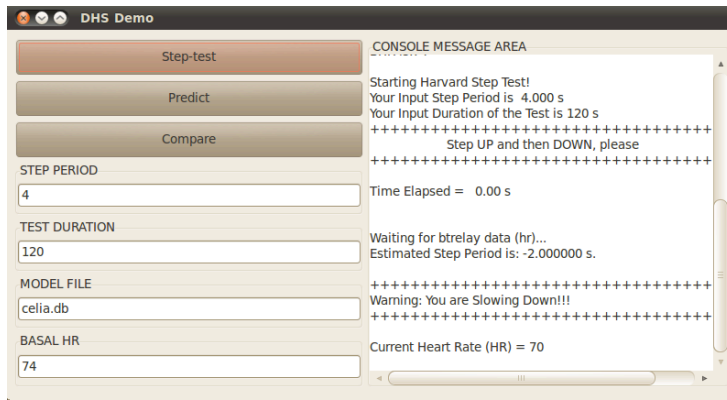 DHS Demo
Step-test
Predict
Compare
STEP PERIOD
4
TEST DURATION
120
MODEL FILE
celia.db
BASAL HR
74
CONSOLE MESSAGE AREA
Starting Harvard Step Test!
Your Input Step Period is  4.000 s
Your Input Duration of the Test is 120 s
++++++++++++++++++++++++++++++++++
Step UP and then DOWN, please
++++++++++++++++++++++++++++++++++
Time Elapsed =   0.00 s
Waiting for btrelay data (hr)...
Estimated Step Period is: -2.000000 s.
++++++++++++++++++++++++++++++++++
Warning: You are Slowing Down!!!
++++++++++++++++++++++++++++++++++
Current Heart Rate (HR) = 70